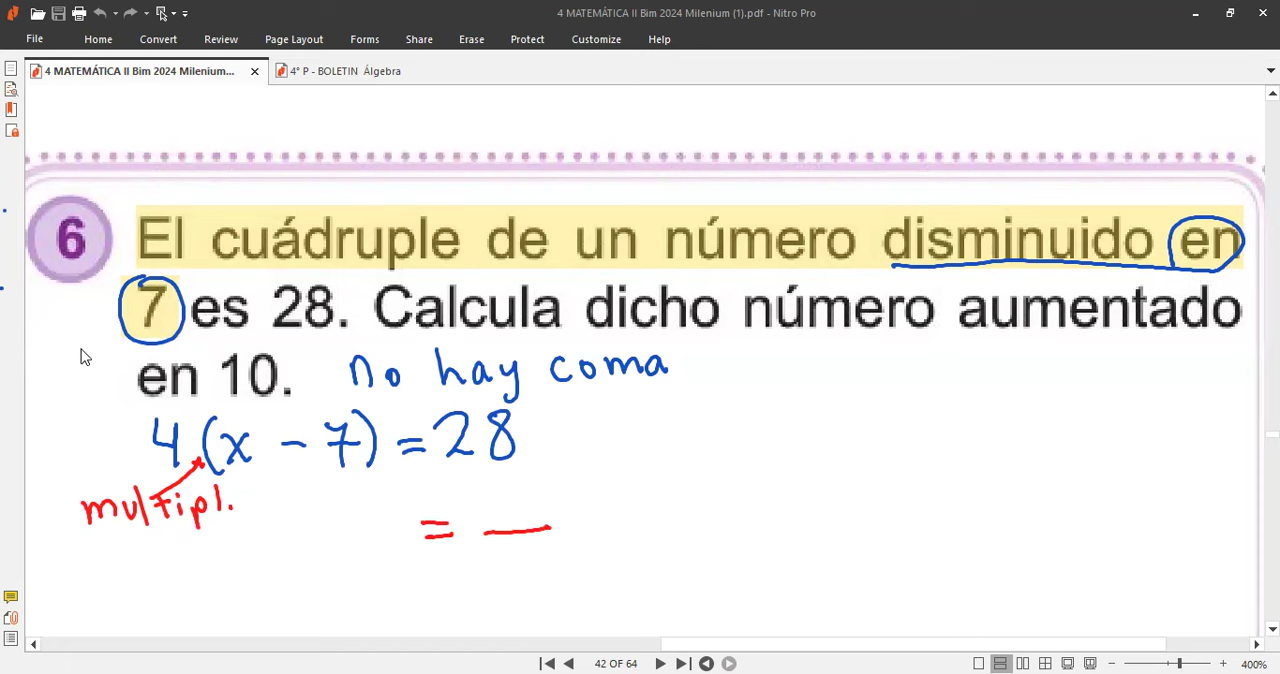 4 MATEMÁTICA II Bim 2024 Milenium (1).pdf - Nitro Pro
File Home Convert Review Page Layout Forms Share Erase Protect Customize Help
4 MATEMÁTICA II Bim 2024 Milenium... × 4° P - BOLETIN Álgebra
6 El cuádruple de un número disminuido en
7 es 28. Calcula dicho número aumentado
en 10. no hay coma
4(x - 7) = 28
multipl.
= __
42 OF 64 400%